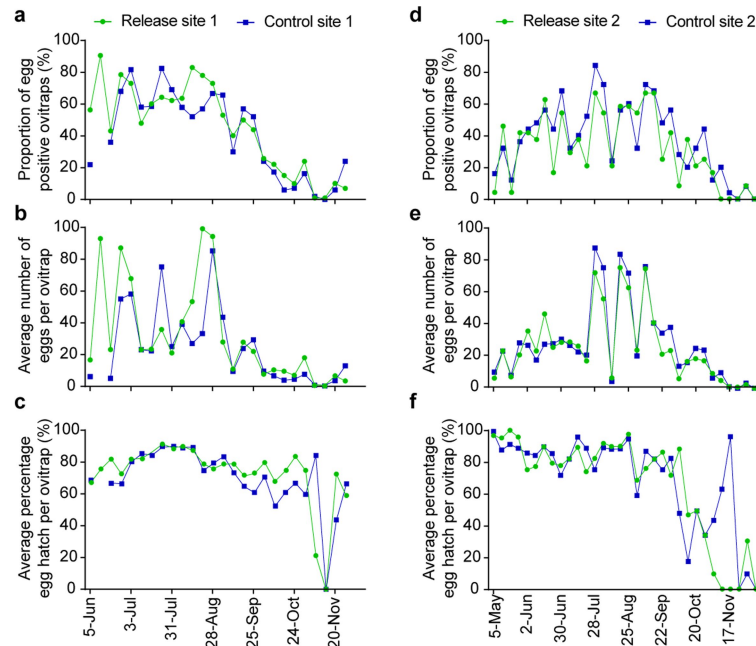 a
Release site 1
Control site 1
Proportion of egg
positive ovitraps (%)
100
80
60
40
20
0
b
Average number of
eggs per ovitrap
100
80
60
40
20
0
c
Average percentage
egg hatch per ovitrap (%)
100
80
60
40
20
0
5-Jun
3-Jul
31-Jul
28-Aug
25-Sep
24-Oct
20-Nov
d
Release site 2
Control site 2
Proportion of egg
positive ovitraps (%)
100
80
60
40
20
0
e
Average number of
eggs per ovitrap
100
80
60
40
20
0
f
Average percentage
egg hatch per ovitrap (%)
100
80
60
40
20
0
5-May
2-Jun
30-Jun
28-Jul
25-Aug
22-Sep
20-Oct
17-Nov